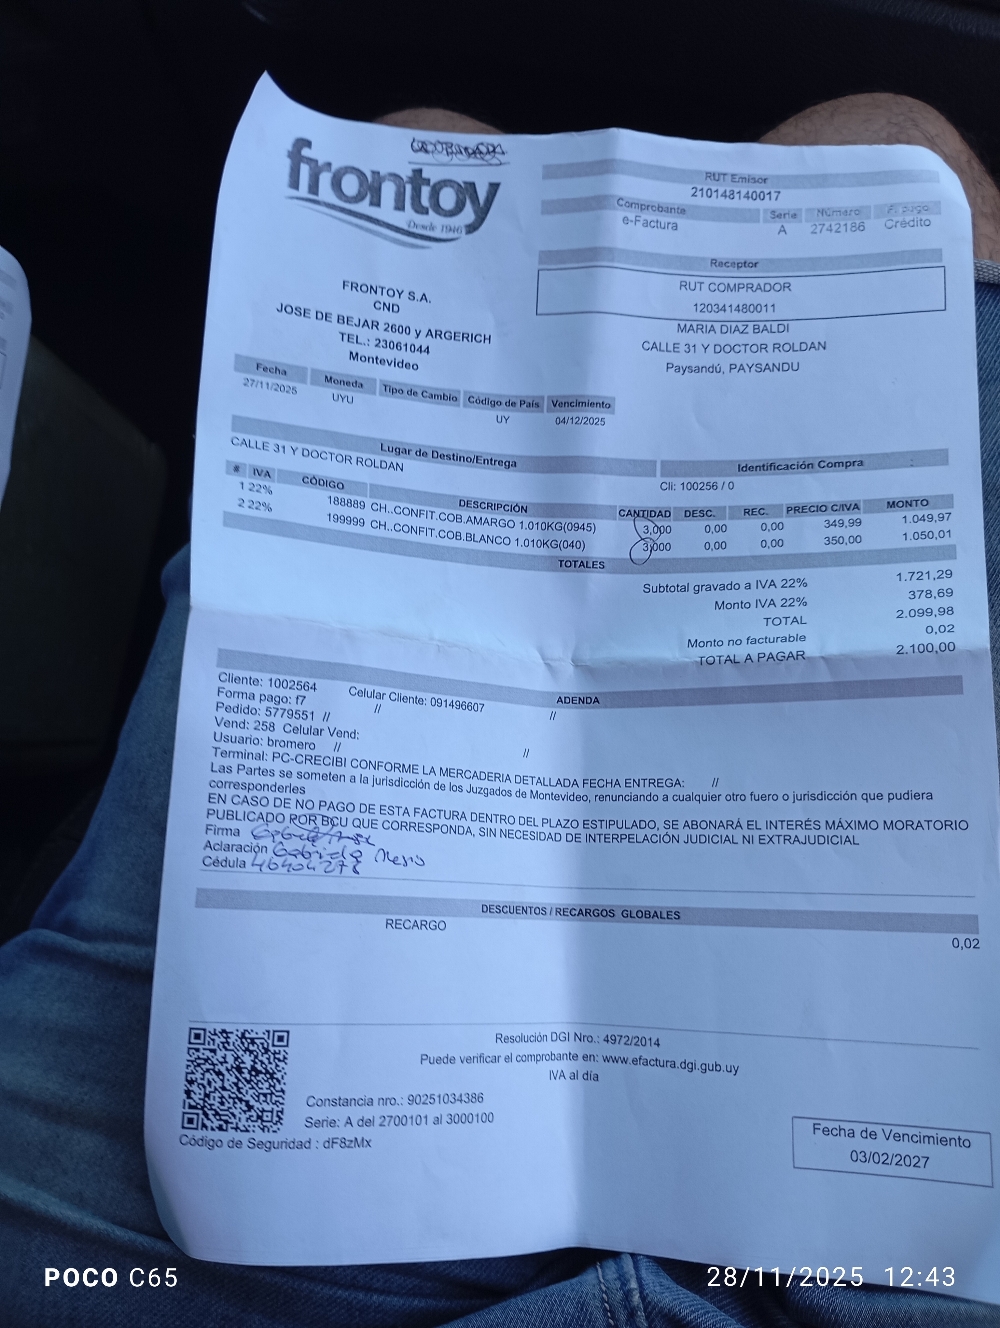 frontoy
Desde 1946
RUT Emisor
210148140017
Comprobante Serie Número F. pago
e-Factura A 2742186 Crédito
Receptor
RUT COMPRADOR
120341480011
MARIA DIAZ BALDI
CALLE 31 Y DOCTOR ROLDAN
Paysandú, PAYSANDU
FRONTOY S.A.
CND
JOSE DE BEJAR 2600 y ARGERICH
TEL.: 23061044
Montevideo
Fecha Moneda Tipo de Cambio Código de País Vencimiento
27/11/2025 UYU UY 04/12/2025
Lugar de Destino/Entrega Identificación Compra
CALLE 31 Y DOCTOR ROLDAN Cli: 100256 / 0
# IVA CÓDIGO DESCRIPCIÓN CANTIDAD DESC. REC. PRECIO C/IVA MONTO
1 22% 188889 CH..CONFIT.COB.AMARGO 1.010KG(0945) 3,000 0,00 0,00 349,99 1.049,97
2 22% 199999 CH..CONFIT.COB.BLANCO 1.010KG(040) 3,000 0,00 0,00 350,00 1.050,01
TOTALES
Subtotal gravado a IVA 22% 1.721,29
Monto IVA 22% 378,69
TOTAL 2.099,98
Monto no facturable 0,02
TOTAL A PAGAR 2.100,00
ADENDA
Cliente: 1002564 Celular Cliente: 091496607
Forma pago: f7 // //
Pedido: 5779551 //
Vend: 258 Celular Vend:
Usuario: bromero // //
Terminal: PC-CRECIBI CONFORME LA MERCADERIA DETALLADA FECHA ENTREGA: //
Las Partes se someten a la jurisdicción de los Juzgados de Montevideo, renunciando a cualquier otro fuero o jurisdicción que pudiera
corresponderles
EN CASO DE NO PAGO DE ESTA FACTURA DENTRO DEL PLAZO ESTIPULADO, SE ABONARÁ EL INTERÉS MÁXIMO MORATORIO
PUBLICADO POR BCU QUE CORRESPONDA, SIN NECESIDAD DE INTERPELACIÓN JUDICIAL NI EXTRAJUDICIAL
Firma
Aclaración Gabriela
Cédula 46404278
DESCUENTOS / RECARGOS GLOBALES
RECARGO 0,02
Resolución DGI Nro.: 4972/2014
Puede verificar el comprobante en: www.efactura.dgi.gub.uy
IVA al día
Constancia nro.: 90251034386
Serie: A del 2700101 al 3000100
Código de Seguridad : dF8zMx
Fecha de Vencimiento
03/02/2027
POCO C65
28/11/2025 12:43